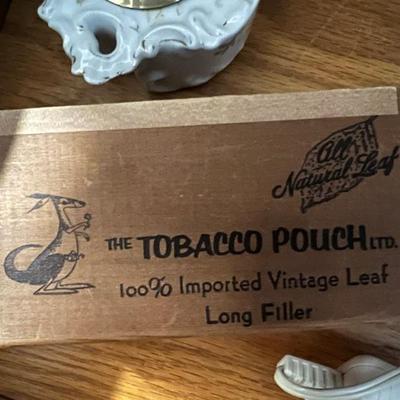 All
Natural Leaf
THE TOBACCO POUCH LTD.
100% Imported Vintage Leaf
Long Filler